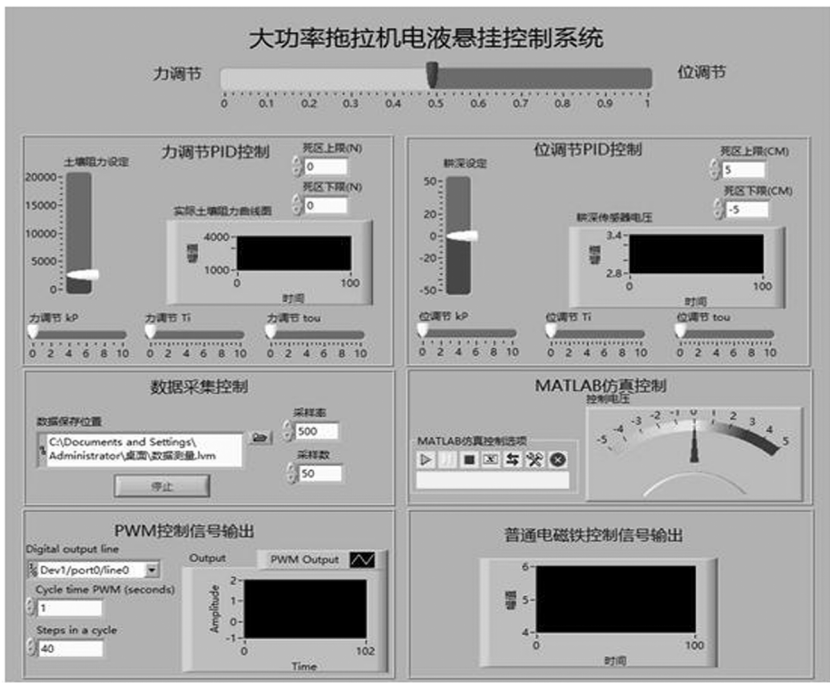 大功率拖拉机电液悬挂控制系统
力调节
位调节
0 0.1 0.2 0.3 0.4 0.5 0.6 0.7 0.8 0.9 1
力调节PID控制
土壤阻力设定
20000
15000
10000
5000
0
死区上限(N)
0
死区下限(N)
0
实际土壤阻力曲线图
4000
1000
幅值
0 100
时间
力调节 kP
0 2 4 6 8 10
力调节 Ti
0 2 4 6 8 10
力调节 tou
0 2 4 6 8 10
位调节PID控制
耕深设定
50
20
0
-20
-50
死区上限(CM)
5
死区下限(CM)
-5
耕深传感器电压
3.4
2.8
幅值
0 100
时间
位调节 kP
0 2 4 6 8 10
位调节 Ti
0 2 4 6 8 10
位调节 tou
0 2 4 6 8 10
数据采集控制
数据保存位置
C:\Documents and Settings\
Administrator\桌面\数据测量.lvm
停止
采样率
500
采样数
50
MATLAB仿真控制
控制电压
MATLAB仿真控制选项
-5 -4 -3 -2 -1 0 1 2 3 4 5
PWM控制信号输出
Digital output line
Dev1/port0/line0
Cycle time PWM (seconds)
1
Steps in a cycle
40
Output
PWM Output
Amplitude
2
1
0
-1
0 102
Time
普通电磁铁控制信号输出
6
5
4
幅值
0 100
时间